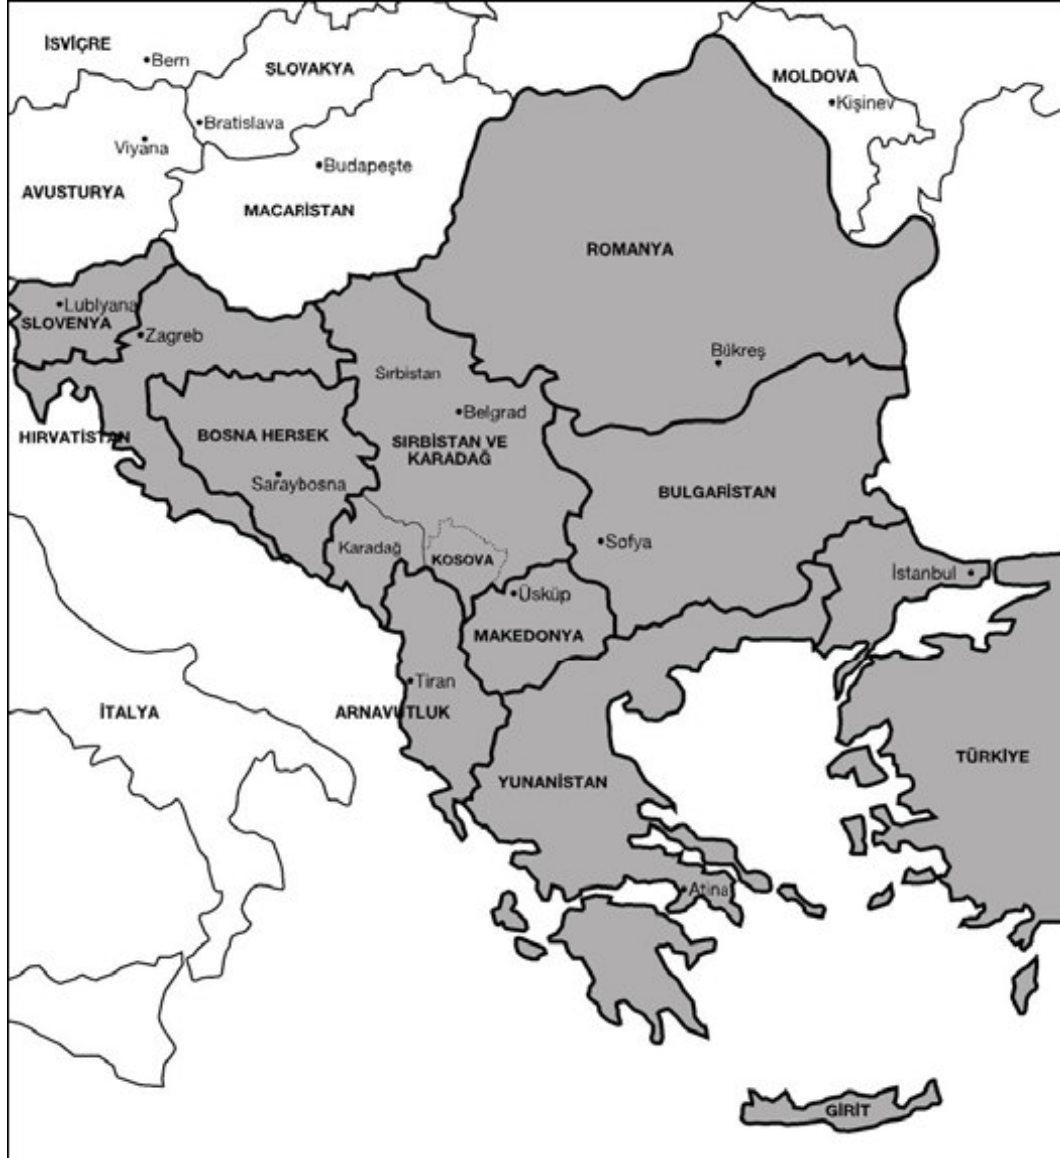 İSVİÇRE
Bern
SLOVAKYA
MOLDOVA
Kişinev
Bratislava
Viyana
Budapeşte
AVUSTURYA
MACARİSTAN
ROMANYA
Lublyana
SLOVENYA
Zagreb
Bükreş
Sırbistan
Belgrad
HIRVATİSTAN
BOSNA HERSEK
SIRBİSTAN VE
KARADAĞ
Saraybosna
BULGARİSTAN
Karadağ
KOSOVA
Sofya
İstanbul
Üsküp
MAKEDONYA
Tiran
İTALYA
ARNAVUTLUK
TÜRKİYE
YUNANİSTAN
Atina
GİRİT